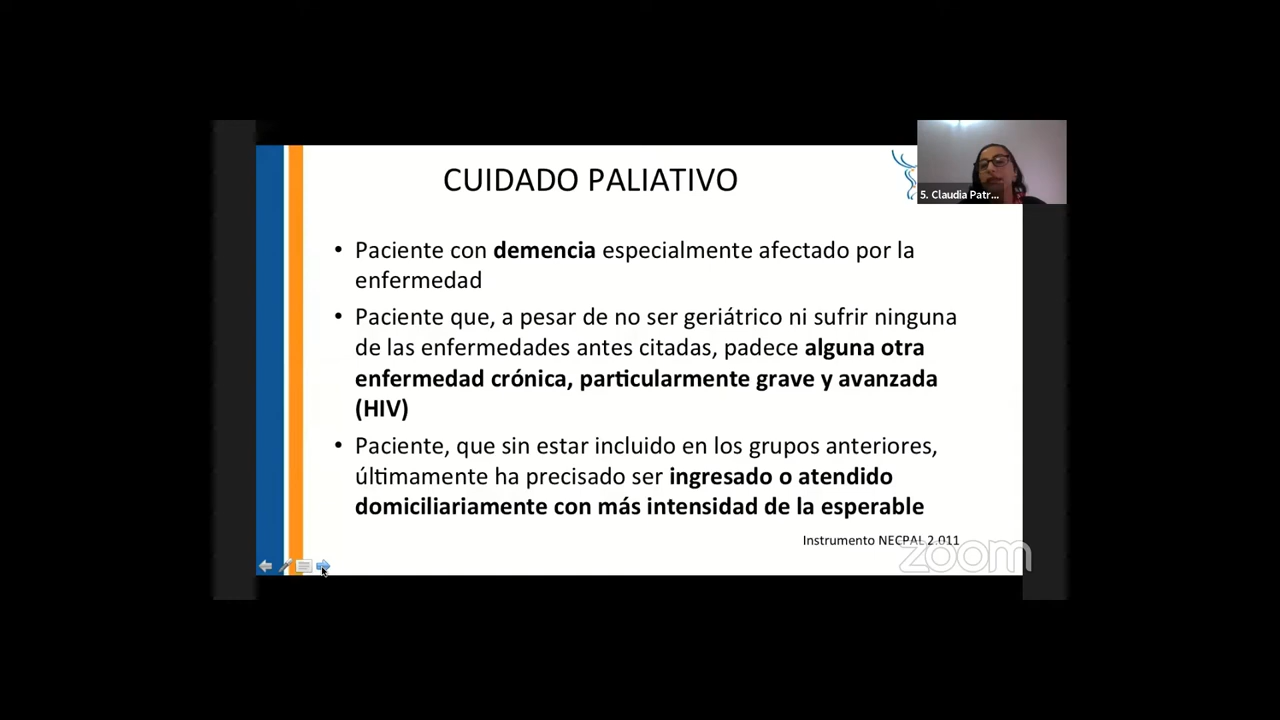 CUIDADO PALIATIVO
5. Claudia Patr...
• Paciente con demencia especialmente afectado por la
enfermedad
• Paciente que, a pesar de no ser geriátrico ni sufrir ninguna
de las enfermedades antes citadas, padece alguna otra
enfermedad crónica, particularmente grave y avanzada
(HIV)
• Paciente, que sin estar incluido en los grupos anteriores,
últimamente ha precisado ser ingresado o atendido
domiciliariamente con más intensidad de la esperable
Instrumento NECPAL 2.011
zoom